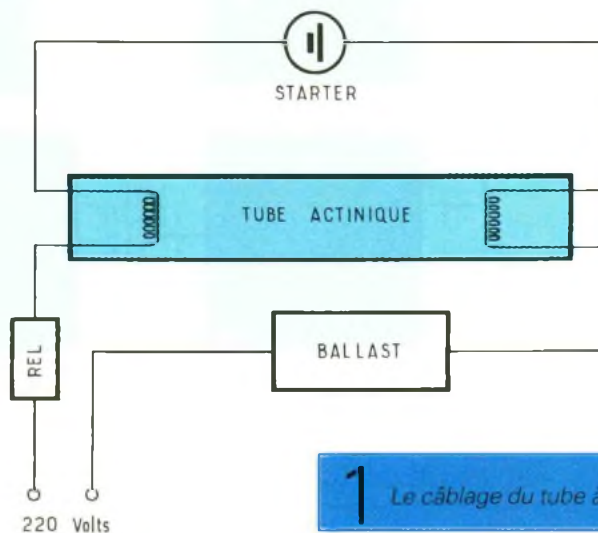 STARTER
TUBE ACTINIQUE
REL
BALLAST
220 Volts
1 Le câblage du tube à